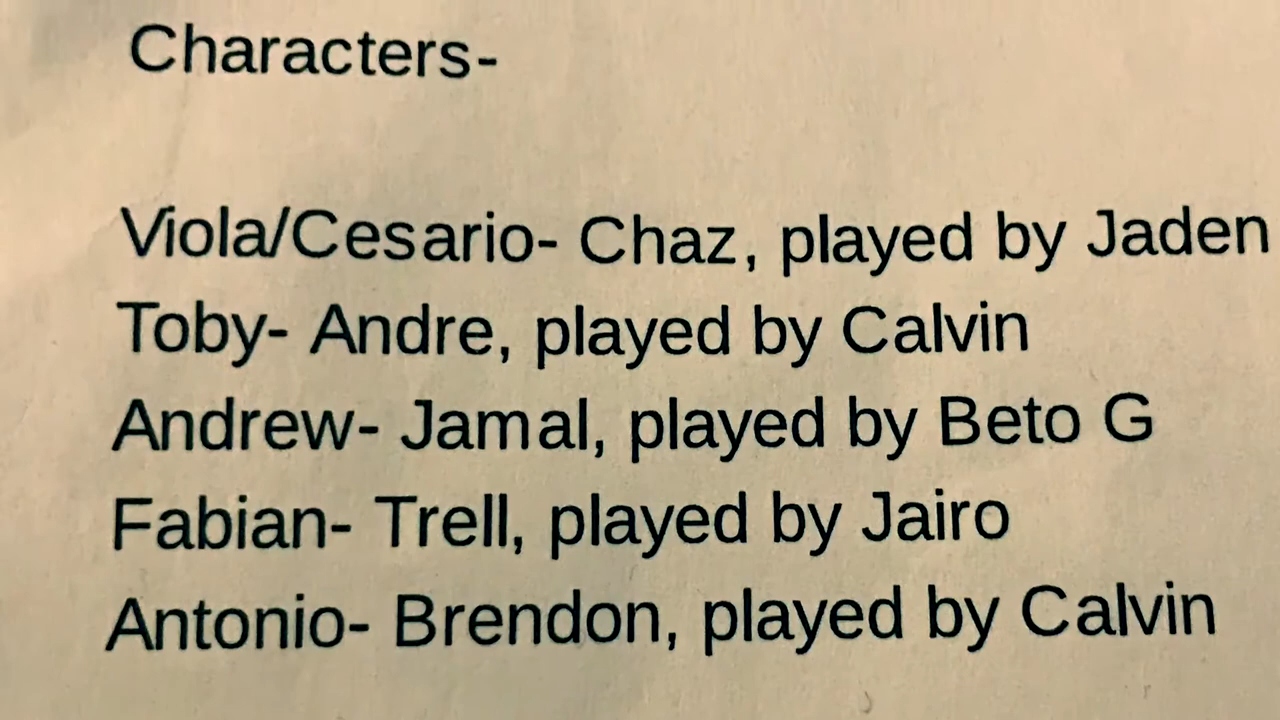 Characters-
Viola/Cesario- Chaz, played by Jaden
Toby- Andre, played by Calvin
Andrew- Jamal, played by Beto G
Fabian- Trell, played by Jairo
Antonio- Brendon, played by Calvin